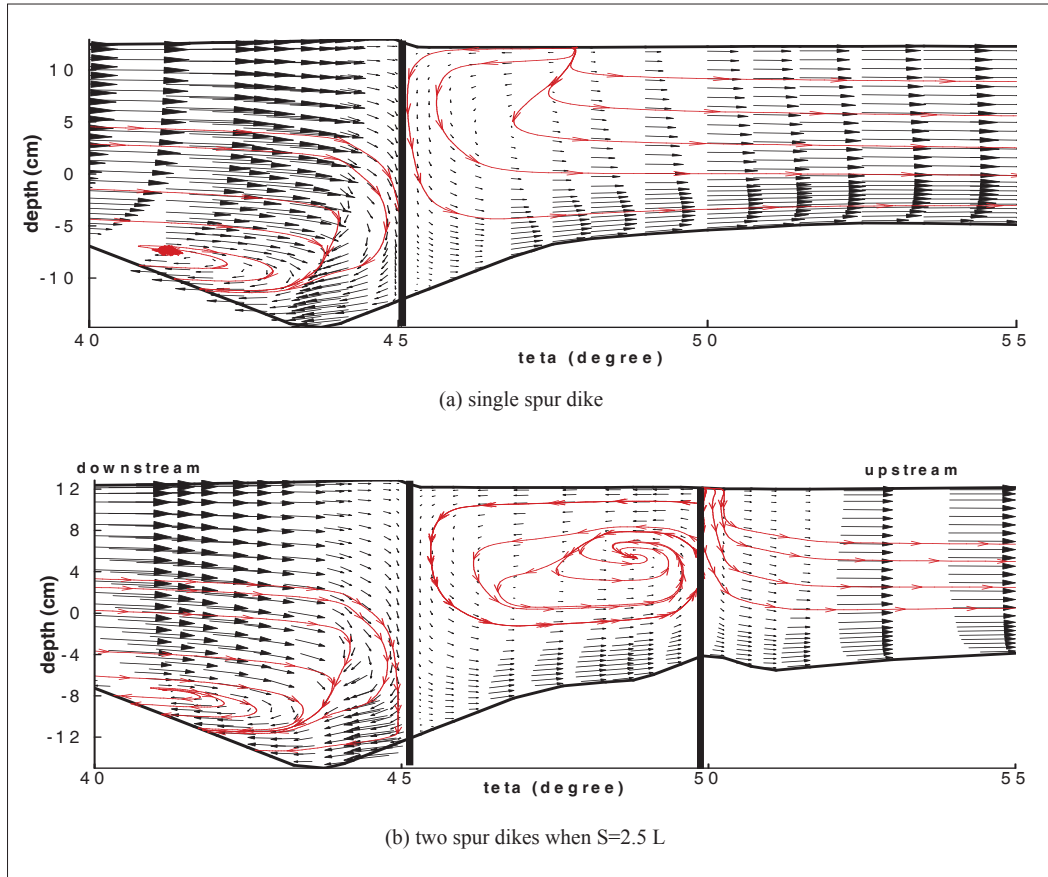 10
5
0
-5
-10
depth (cm)
40 45 50 55
teta (degree)
(a) single spur dike
downstream upstream
12
8
4
0
-4
-8
-12
depth (cm)
40 45 50 55
teta (degree)
(b) two spur dikes when S=2.5 L